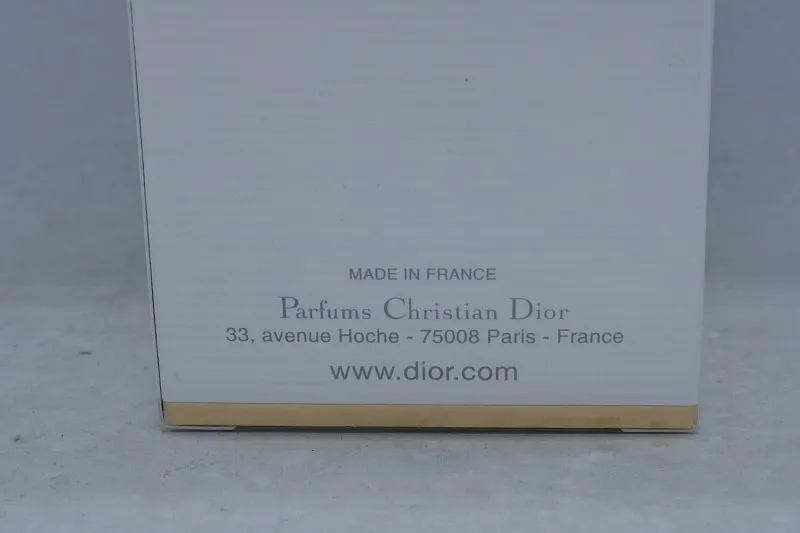 MADE IN FRANCE
Parfums Christian Dior
33, avenue Hoche - 75008 Paris - France
www.dior.com